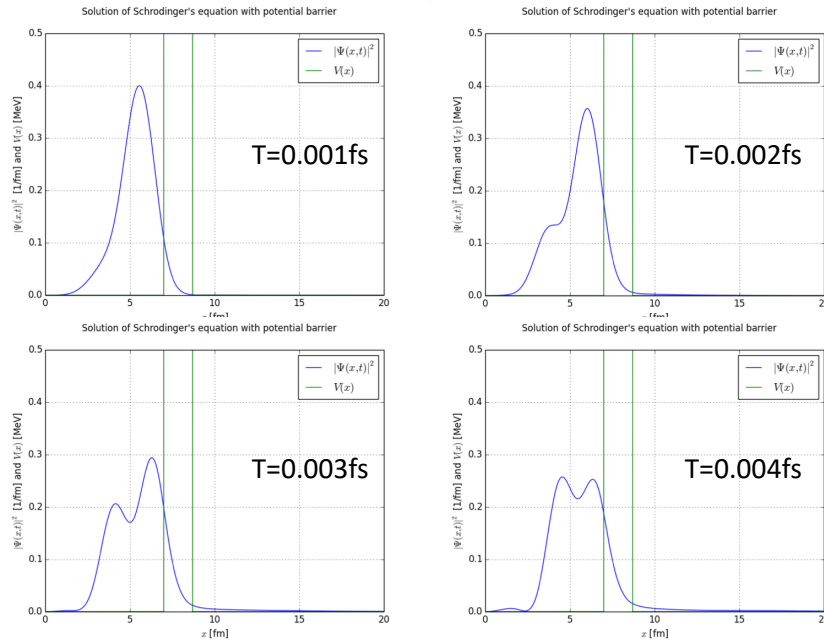 Solution of Schrodinger's equation with potential barrier
0.5
0.4
0.3
0.2
0.1
0.0
0
5
10
15
20
|Ψ(x,t)|² [1/fm] and V(x) [MeV]
|Ψ(x,t)|²
V(x)
T=0.001fs
Solution of Schrodinger's equation with potential barrier
0.5
0.4
0.3
0.2
0.1
0.0
0
5
10
15
20
|Ψ(x,t)|² [1/fm] and V(x) [MeV]
|Ψ(x,t)|²
V(x)
T=0.002fs
Solution of Schrodinger's equation with potential barrier
0.5
0.4
0.3
0.2
0.1
0.0
0
5
10
15
20
x [fm]
|Ψ(x,t)|² [1/fm] and V(x) [MeV]
|Ψ(x,t)|²
V(x)
T=0.003fs
Solution of Schrodinger's equation with potential barrier
0.5
0.4
0.3
0.2
0.1
0.0
0
5
10
15
20
x [fm]
|Ψ(x,t)|² [1/fm] and V(x) [MeV]
|Ψ(x,t)|²
V(x)
T=0.004fs